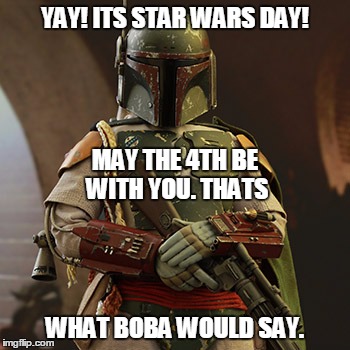 YAY! ITS STAR WARS DAY!
MAY THE 4TH BE
WITH YOU. THATS
WHAT BOBA WOULD SAY.
imgflip.com